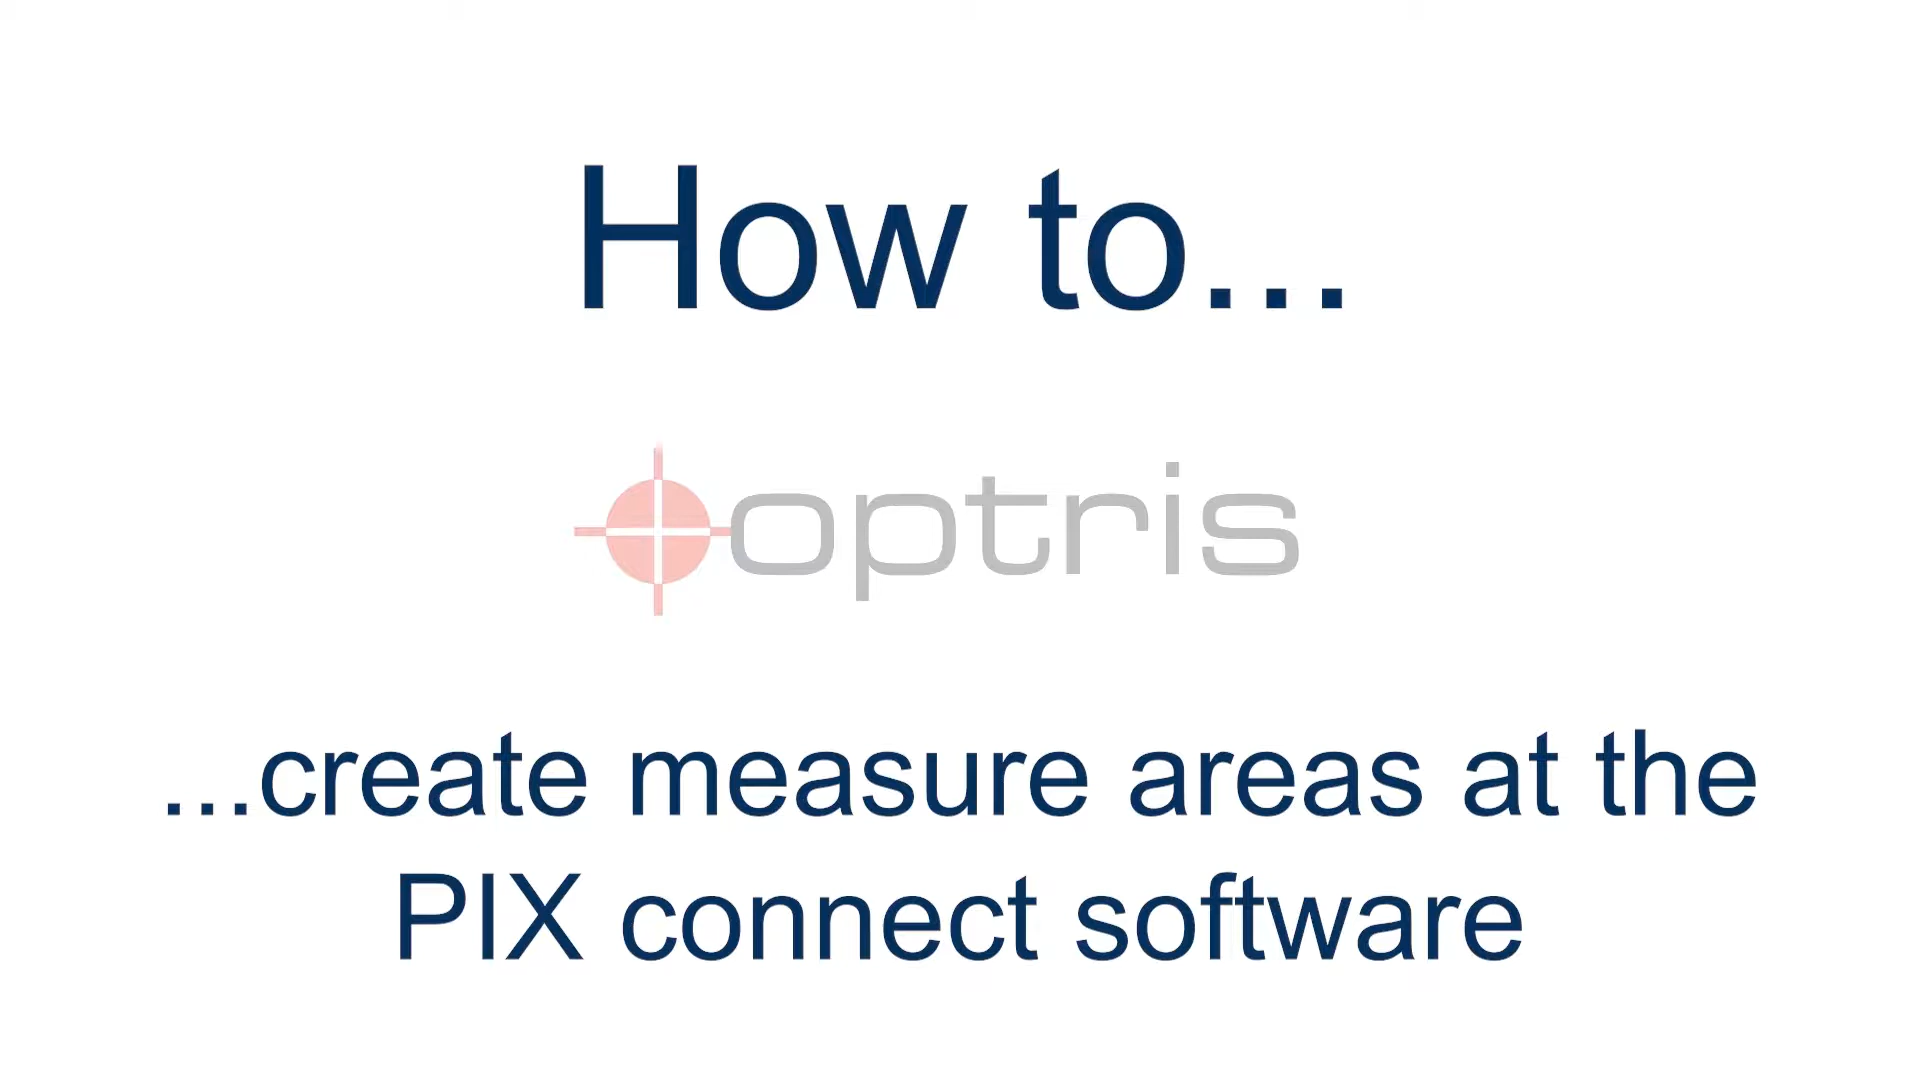 How to...
optris
...create measure areas at the
PIX connect software